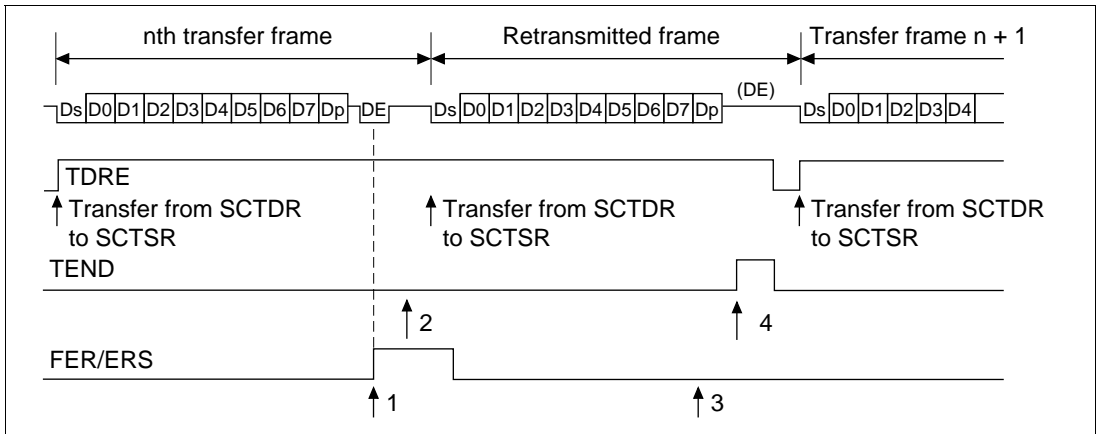 nth transfer frame Retransmitted frame Transfer frame n + 1
(DE)
Ds D0 D1 D2 D3 D4 D5 D6 D7 Dp DE Ds D0 D1 D2 D3 D4 D5 D6 D7 Dp Ds D0 D1 D2 D3 D4
TDRE
Transfer from SCTDR Transfer from SCTDR Transfer from SCTDR
to SCTSR to SCTSR to SCTSR
TEND
2 4
FER/ERS
1 3